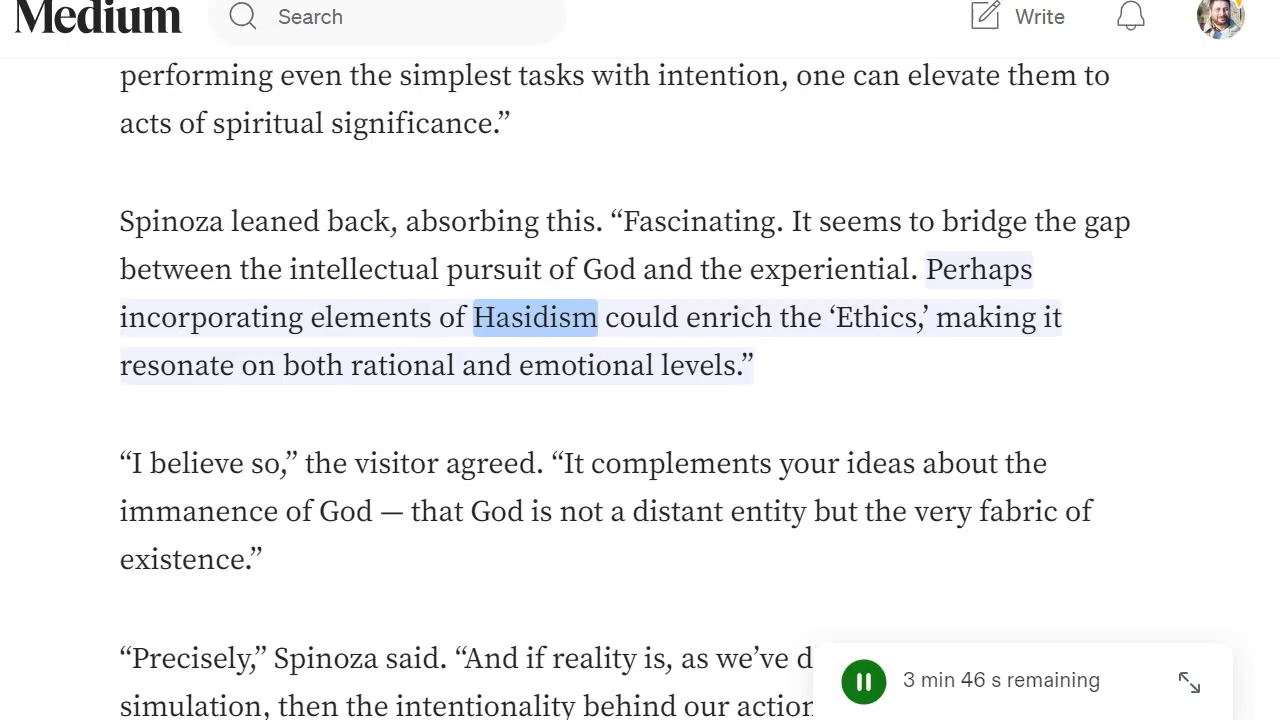 Medium
Search
Write
performing even the simplest tasks with intention, one can elevate them to
acts of spiritual significance.”
Spinoza leaned back, absorbing this. “Fascinating. It seems to bridge the gap
between the intellectual pursuit of God and the experiential. Perhaps
incorporating elements of Hasidism could enrich the ‘Ethics,’ making it
resonate on both rational and emotional levels.”
“I believe so,” the visitor agreed. “It complements your ideas about the
immanence of God — that God is not a distant entity but the very fabric of
existence.”
“Precisely,” Spinoza said. “And if reality is, as we’ve d
simulation, then the intentionality behind our action
3 min 46 s remaining